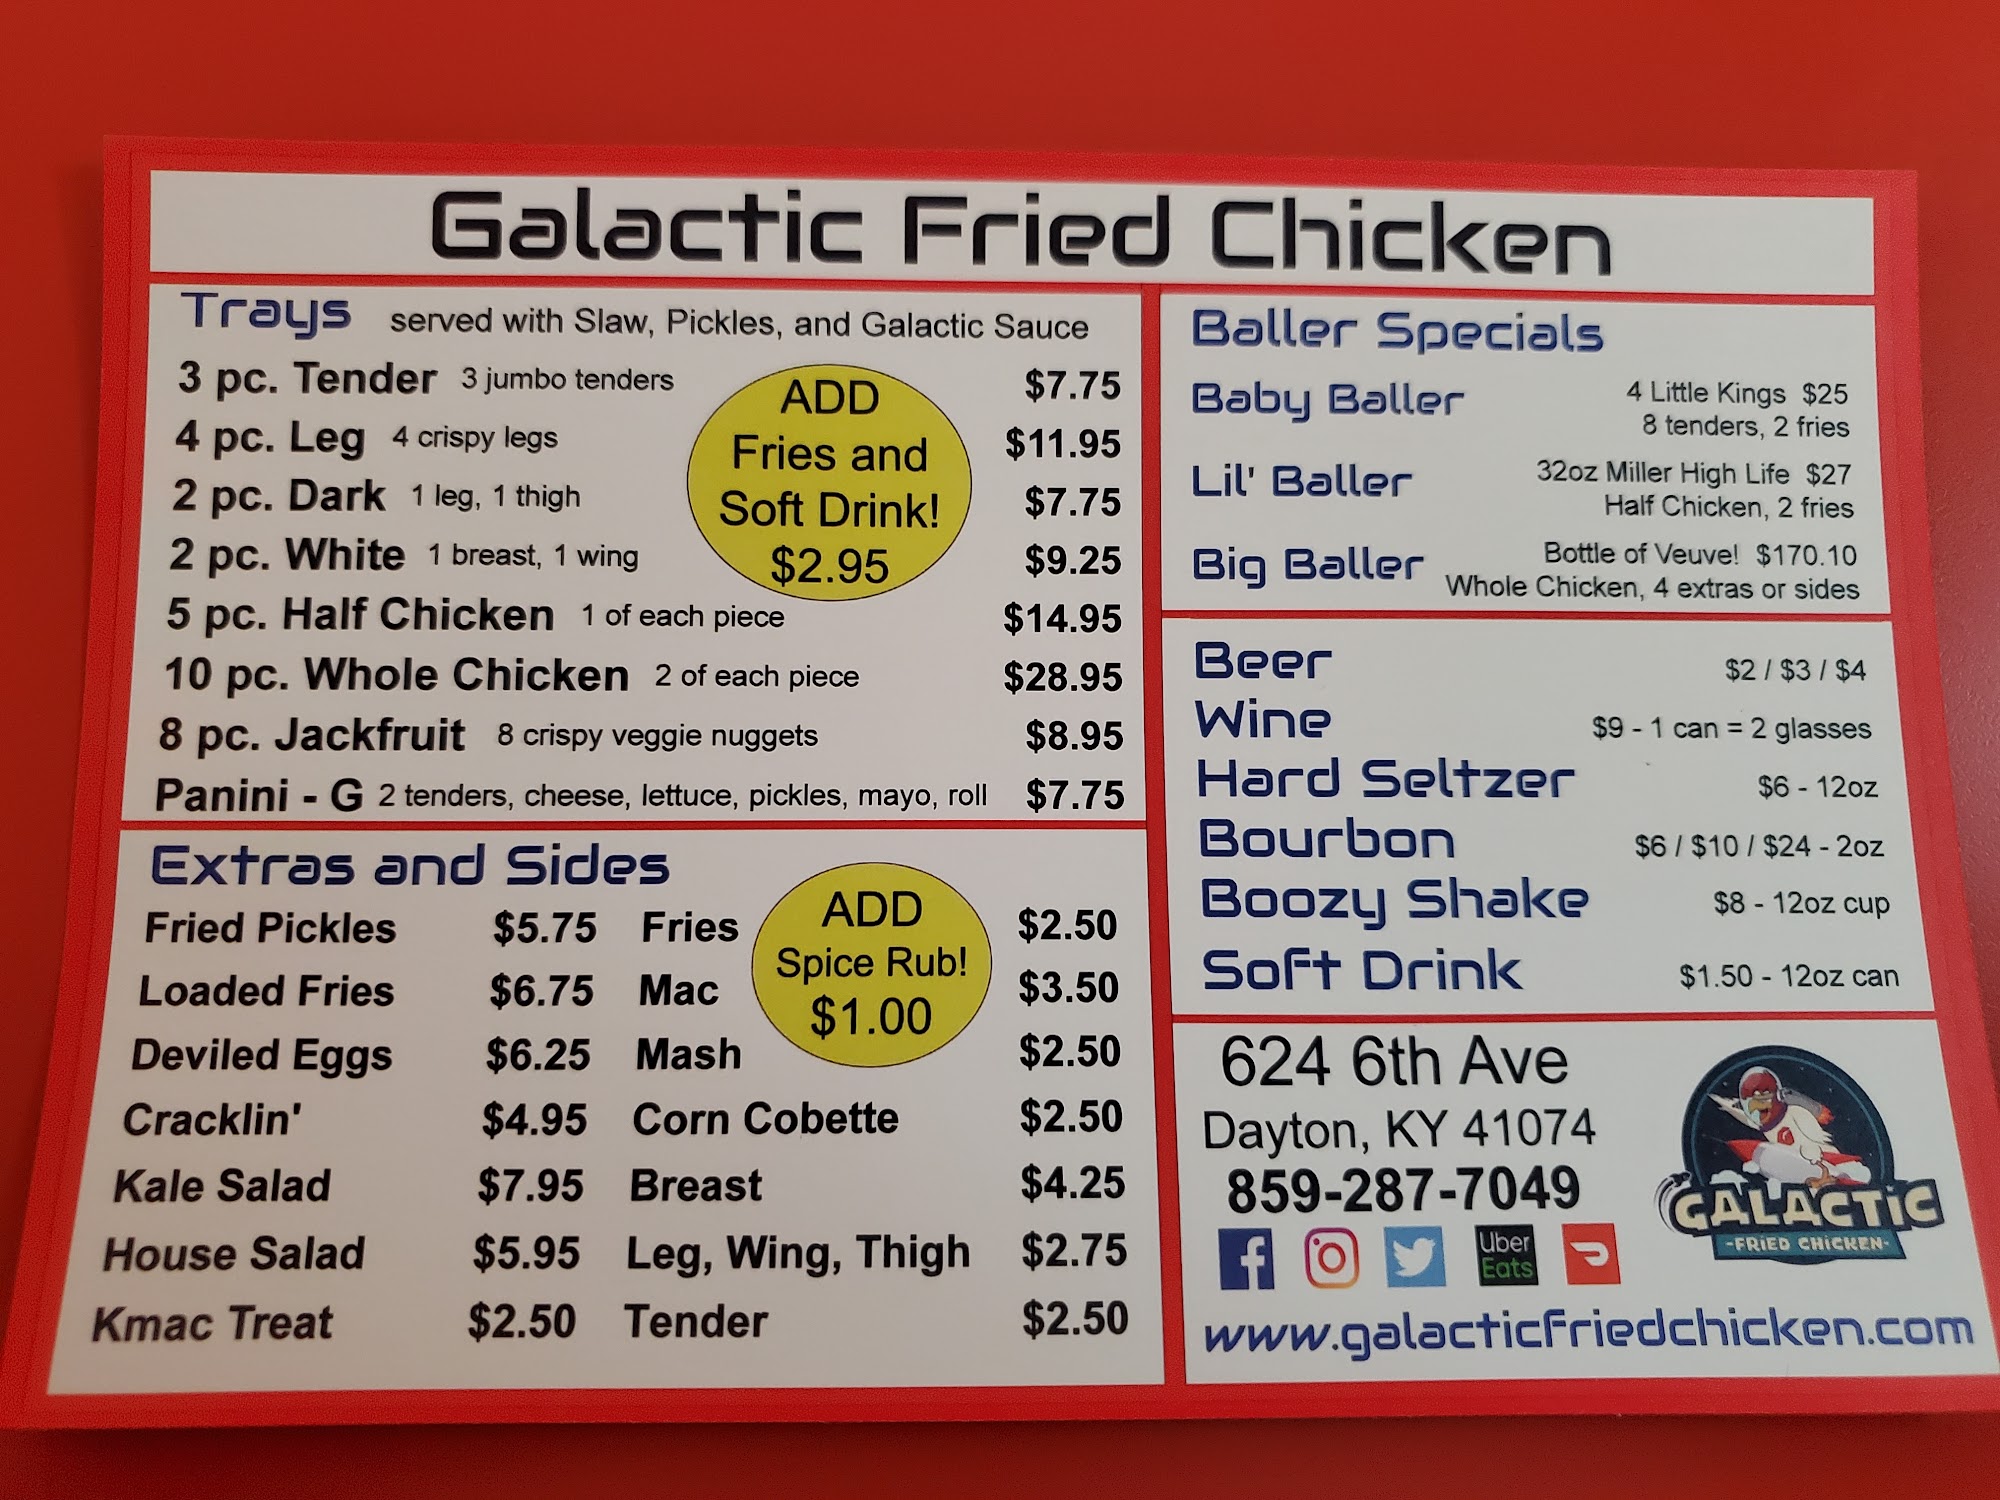 Galactic Fried Chicken
Trays served with Slaw, Pickles, and Galactic Sauce
3 pc. Tender 3 jumbo tenders $7.75
4 pc. Leg 4 crispy legs $11.95
2 pc. Dark 1 leg, 1 thigh $7.75
2 pc. White 1 breast, 1 wing $9.25
5 pc. Half Chicken 1 of each piece $14.95
10 pc. Whole Chicken 2 of each piece $28.95
8 pc. Jackfruit 8 crispy veggie nuggets $8.95
Panini - G 2 tenders, cheese, lettuce, pickles, mayo, roll $7.75
ADD
Fries and
Soft Drink!
$2.95
Extras and Sides
Fried Pickles $5.75 Fries $2.50
Loaded Fries $6.75 Mac $3.50
Deviled Eggs $6.25 Mash $2.50
Cracklin' $4.95 Corn Cobette $2.50
Kale Salad $7.95 Breast $4.25
House Salad $5.95 Leg, Wing, Thigh $2.75
Kmac Treat $2.50 Tender $2.50
ADD
Spice Rub!
$1.00
Baller Specials
Baby Baller 4 Little Kings $25
8 tenders, 2 fries
Lil' Baller 32oz Miller High Life $27
Half Chicken, 2 fries
Big Baller Bottle of Veuve! $170.10
Whole Chicken, 4 extras or sides
Beer $2 / $3 / $4
Wine $9 - 1 can = 2 glasses
Hard Seltzer $6 - 12oz
Bourbon $6 / $10 / $24 - 2oz
Boozy Shake $8 - 12oz cup
Soft Drink $1.50 - 12oz can
624 6th Ave
Dayton, KY 41074
859-287-7049
Uber
Eats
GALACTIC
-FRIED CHICKEN-
www.galacticfriedchicken.com